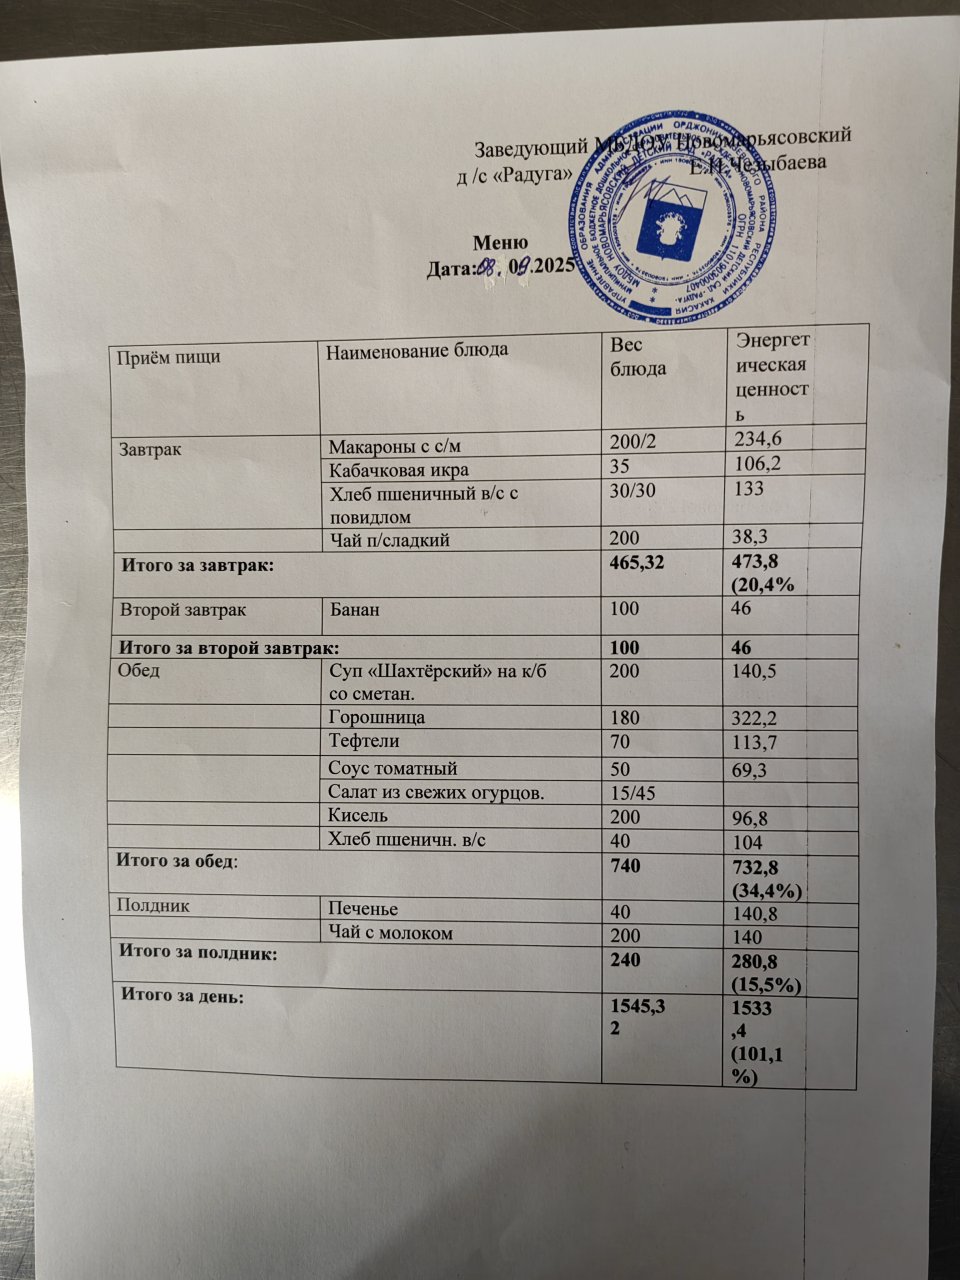 Заведующий МБДОУ Новомарьясовский
д /с «Радуга» Е.И.Челыбаева
Меню
Дата:08. 09.2025
Приём пищи Наименование блюда Вес блюда Энергет ическая ценност ь
Завтрак Макароны с с/м 200/2 234,6
Кабачковая икра 35 106,2
Хлеб пшеничный в/с с повидлом 30/30 133
Чай п/сладкий 200 38,3
Итого за завтрак: 465,32 473,8 (20,4%
Второй завтрак Банан 100 46
Итого за второй завтрак: 100 46
Обед Суп «Шахтёрский» на к/б со сметан. 200 140,5
Горошница 180 322,2
Тефтели 70 113,7
Соус томатный 50 69,3
Салат из свежих огурцов. 15/45
Кисель 200 96,8
Хлеб пшеничн. в/с 40 104
Итого за обед: 740 732,8 (34,4%)
Полдник Печенье 40 140,8
Чай с молоком 200 140
Итого за полдник: 240 280,8 (15,5%)
Итого за день: 1545,3 2 1533 ,4 (101,1 %)